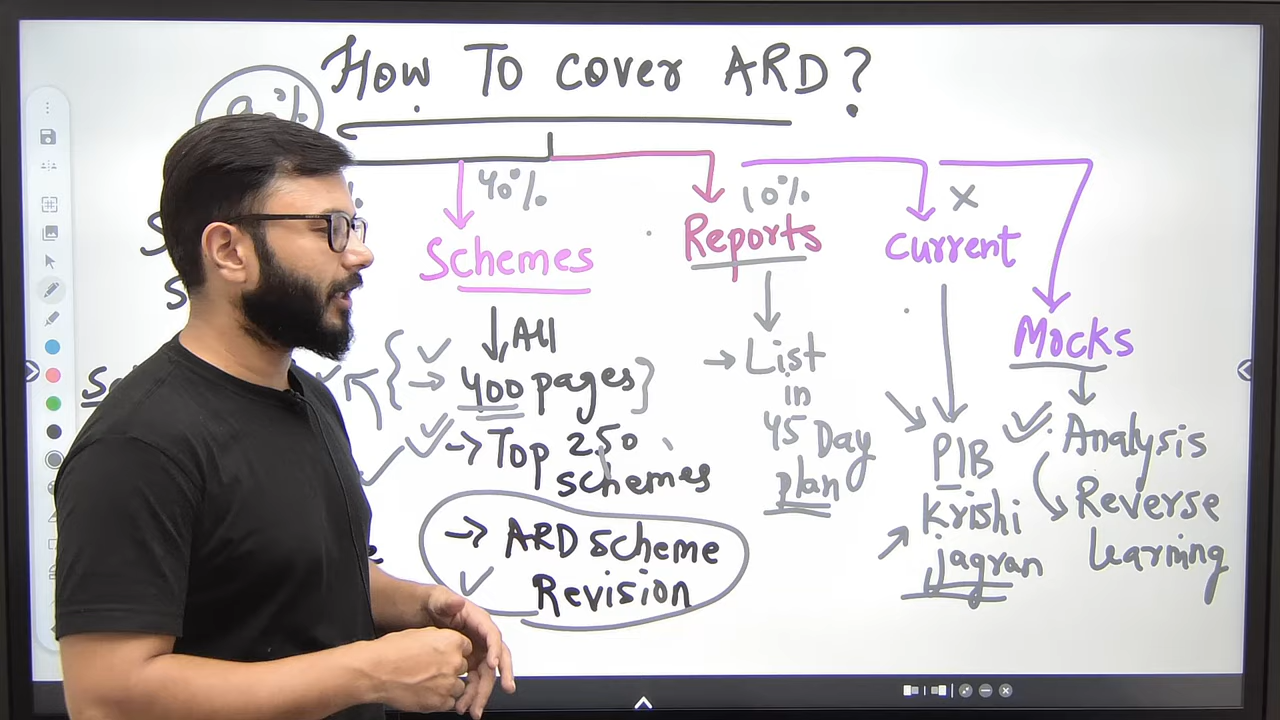 How To cover ARD?
40%
Schemes
All
400 pages
→ Top 250
schemes
→ ARD scheme
Revision
10%
Reports
→ List
in
45 Day
plan
x
current
PIB
Krishi
jagran
Mocks
Analysis
Reverse
Learning